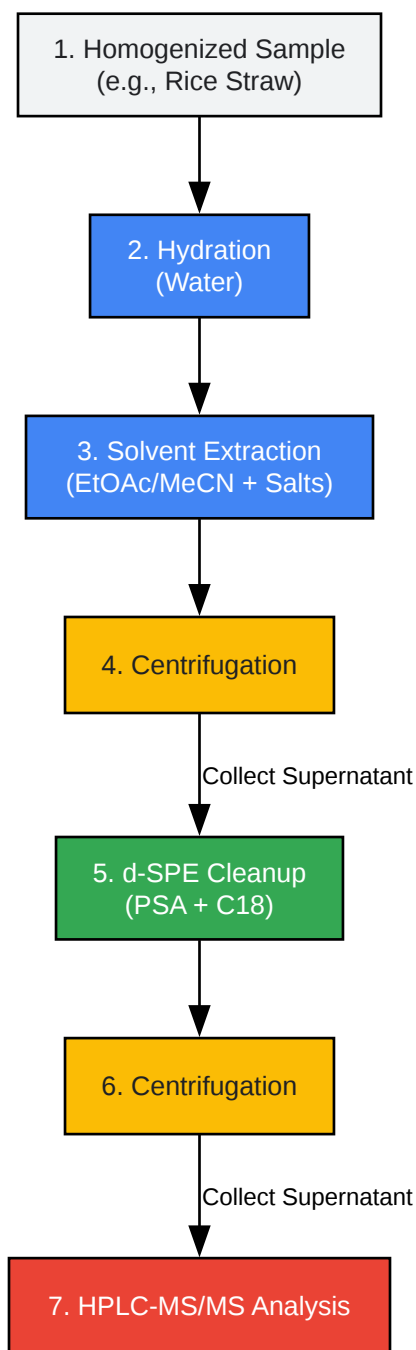 1. Homogenized Sample
(e.g., Rice Straw)
2. Hydration
(Water)
3. Solvent Extraction
(EtOAc/MeCN + Salts)
4. Centrifugation
Collect Supernatant
5. d-SPE Cleanup
(PSA + C18)
6. Centrifugation
Collect Supernatant
7. HPLC-MS/MS Analysis